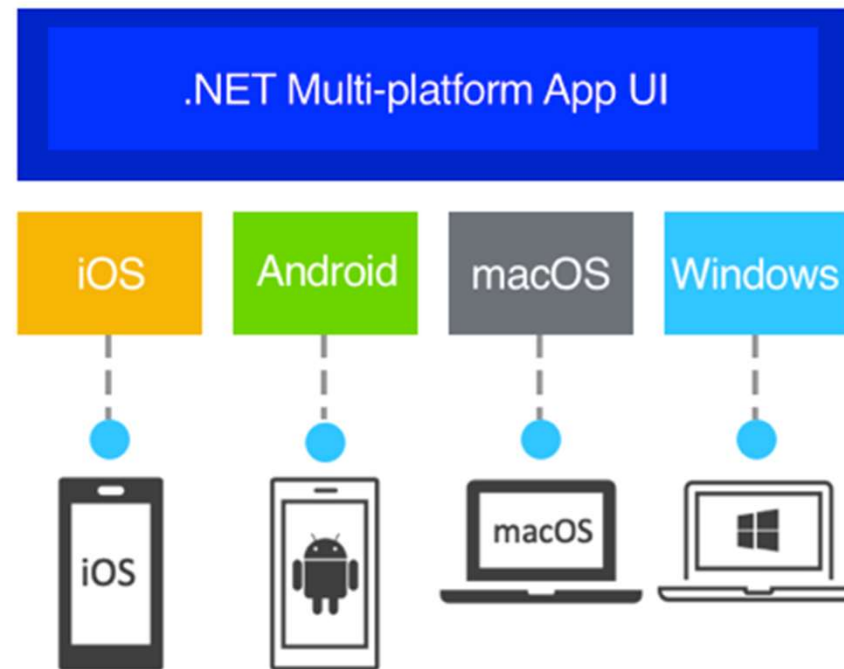 .NET Multi-platform App UI
iOS
Android
macOS
Windows
iOS
macOS